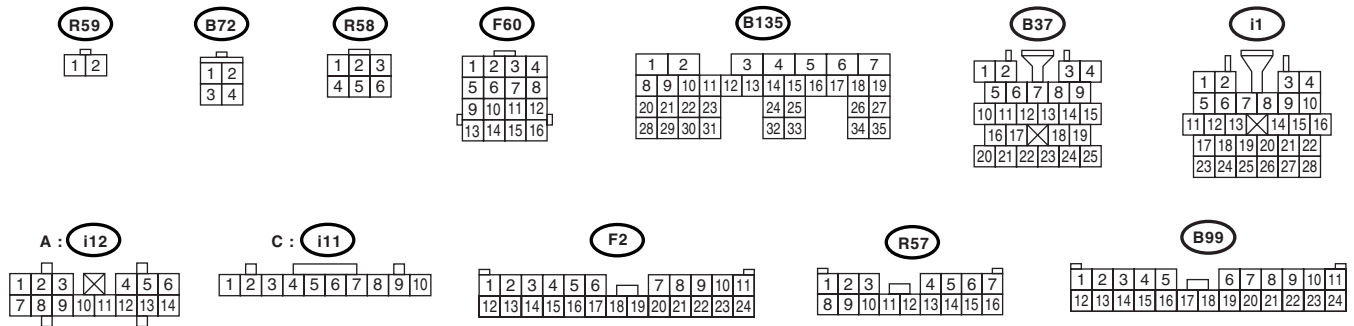 R59 B72 R58 F60 B135 B37 i1
1 2
1 2
3 4
1 2 3
4 5 6
1 2 3 4
5 6 7 8
9 10 11 12
13 14 15 16
1 2 3 4 5 6 7
8 9 10 11 12 13 14 15 16 17 18 19
20 21 22 23 24 25 26 27
28 29 30 31 32 33 34 35
1 2 3 4
5 6 7 8 9
10 11 12 13 14 15
16 17 18 19
20 21 22 23 24 25
1 2 3 4
5 6 7 8 9 10
11 12 13 14 15 16
17 18 19 20 21 22
23 24 25 26 27 28
A : i12 C : i11 F2 R57 B99
1 2 3 4 5 6
7 8 9 10 11 12 13 14
1 2 3 4 5 6 7 8 9 10
1 2 3 4 5 6 7 8 9 10 11
12 13 14 15 16 17 18 19 20 21 22 23 24
1 2 3 4 5 6 7
8 9 10 11 12 13 14 15 16
1 2 3 4 5 6 7 8 9 10 11
12 13 14 15 16 17 18 19 20 21 22 23 24